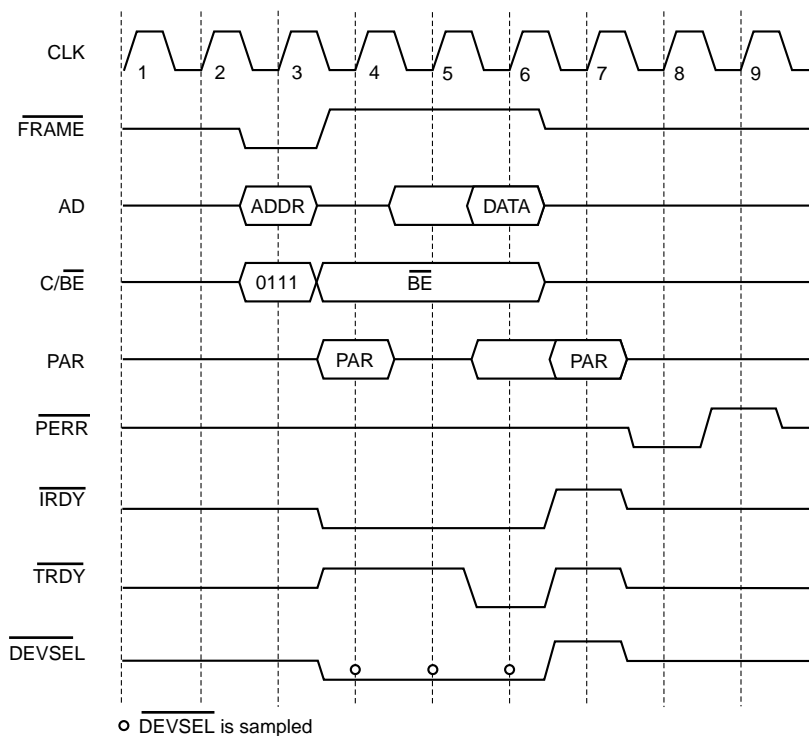 CLK
1 2 3 4 5 6 7 8 9
FRAME
AD
ADDR DATA
C/BE
0111 BE
PAR
PAR PAR
PERR
IRDY
TRDY
DEVSEL
DEVSEL is sampled